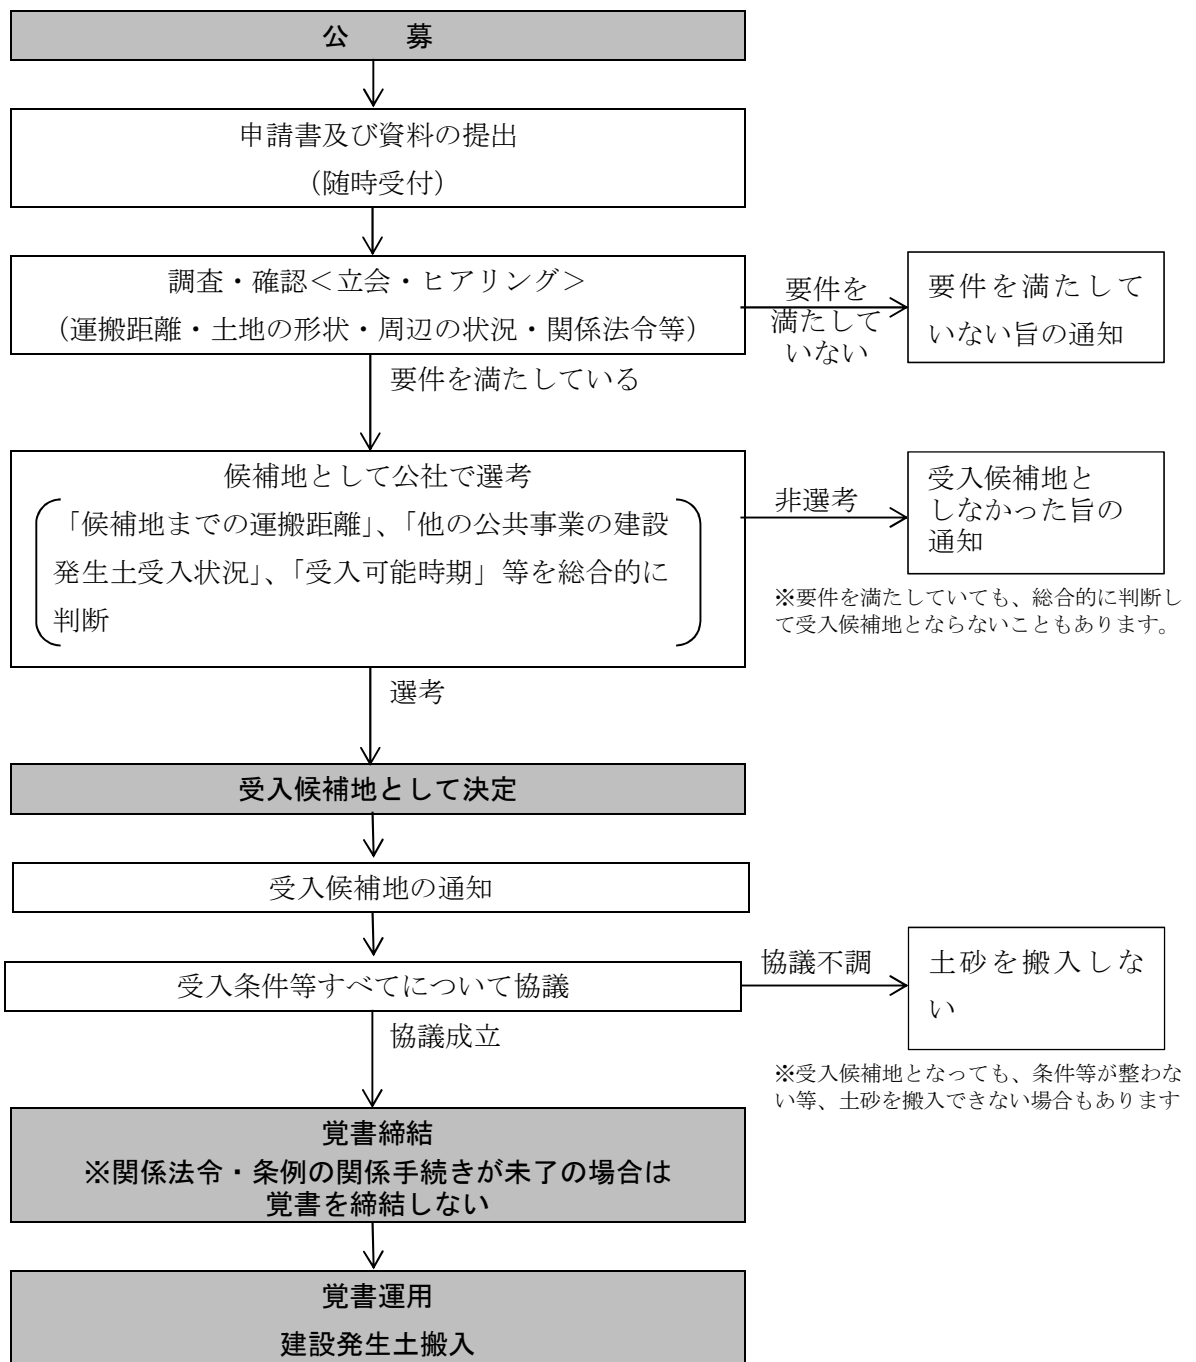 公　　募
申請書及び資料の提出
（随時受付）
調査・確認＜立会・ヒアリング＞
（運搬距離・土地の形状・周辺の状況・関係法令等）
要件を
満たして
いない
要件を満たして
いない旨の通知
要件を満たしている
候補地として公社で選考
「候補地までの運搬距離」、「他の公共事業の建設
発生土受入状況」、「受入可能時期」等を総合的に
判断
非選考
受入候補地と
しなかった旨の
通知
※要件を満たしていても、総合的に判断し
て受入候補地とならないこともあります。
選考
受入候補地として決定
受入候補地の通知
受入条件等すべてについて協議
協議不調
土砂を搬入しな
い
協議成立
※受入候補地となっても、条件等が整わな
い等、土砂を搬入できない場合もあります
覚書締結
※関係法令・条例の関係手続きが未了の場合は
覚書を締結しない
覚書運用
建設発生土搬入